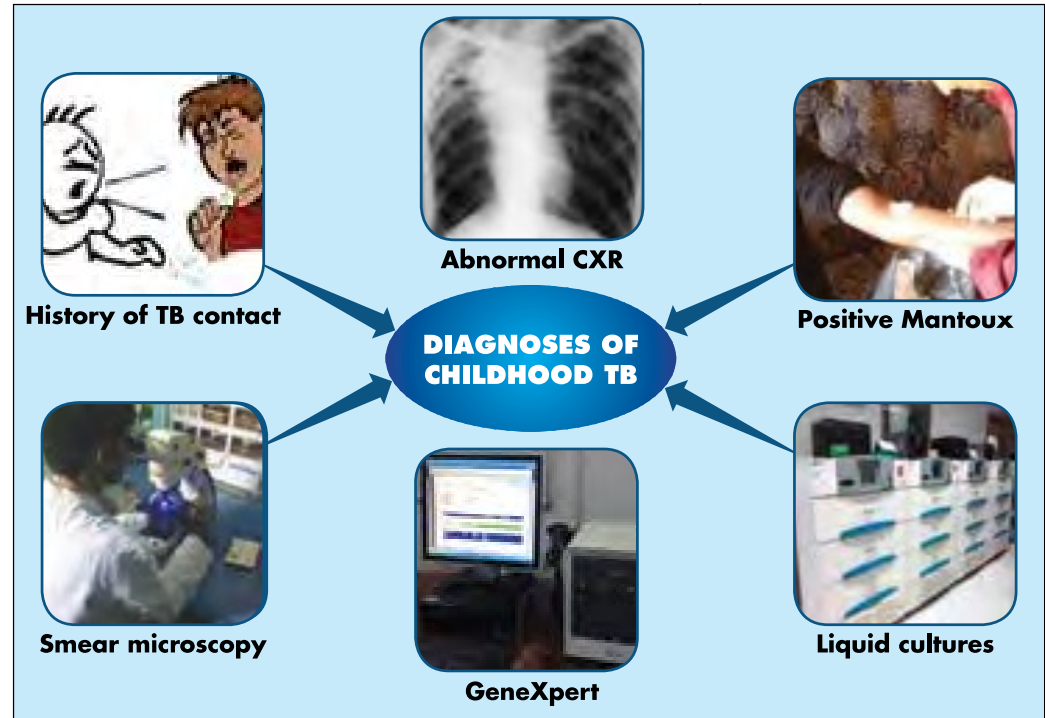 Abnormal CXR
History of TB contact
Positive Mantoux
DIAGNOSES OF
CHILDHOOD TB
Smear microscopy
GeneXpert
Liquid cultures